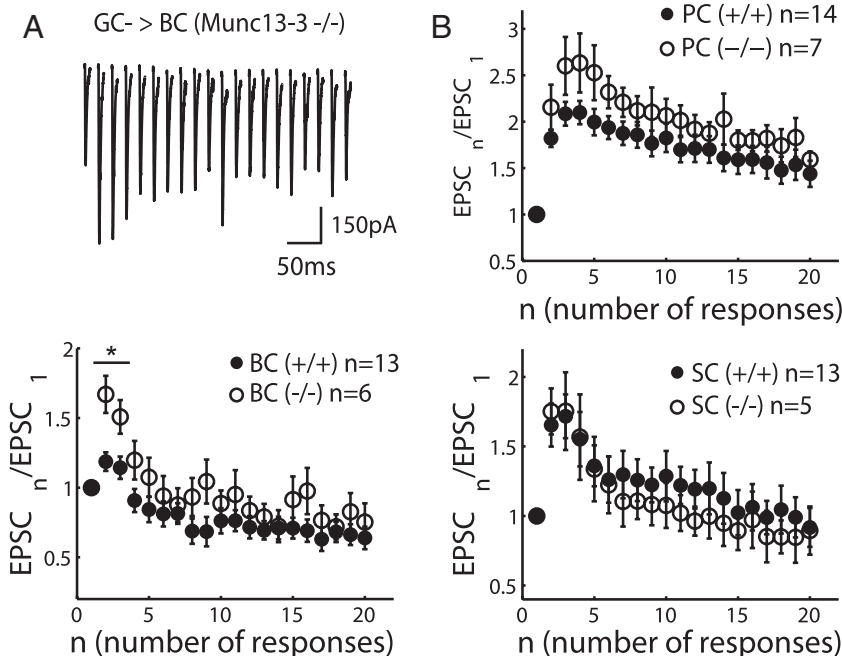 A
GC- > BC (Munc13-3 -/-)
150pA
50ms
2
1.5
1
0.5
0 5 10 15 20
EPSC n/EPSC 1
n (number of responses)
*
BC (+/+) n=13
BC (-/-) n=6
B
3
2.5
2
1.5
1
0.5
0 5 10 15 20
EPSC n/EPSC 1
n (number of responses)
PC (+/+) n=14
PC (−/−) n=7
2
1.5
1
0.5
0 5 10 15 20
EPSC n/EPSC 1
n (number of responses)
SC (+/+) n=13
SC (-/-) n=5